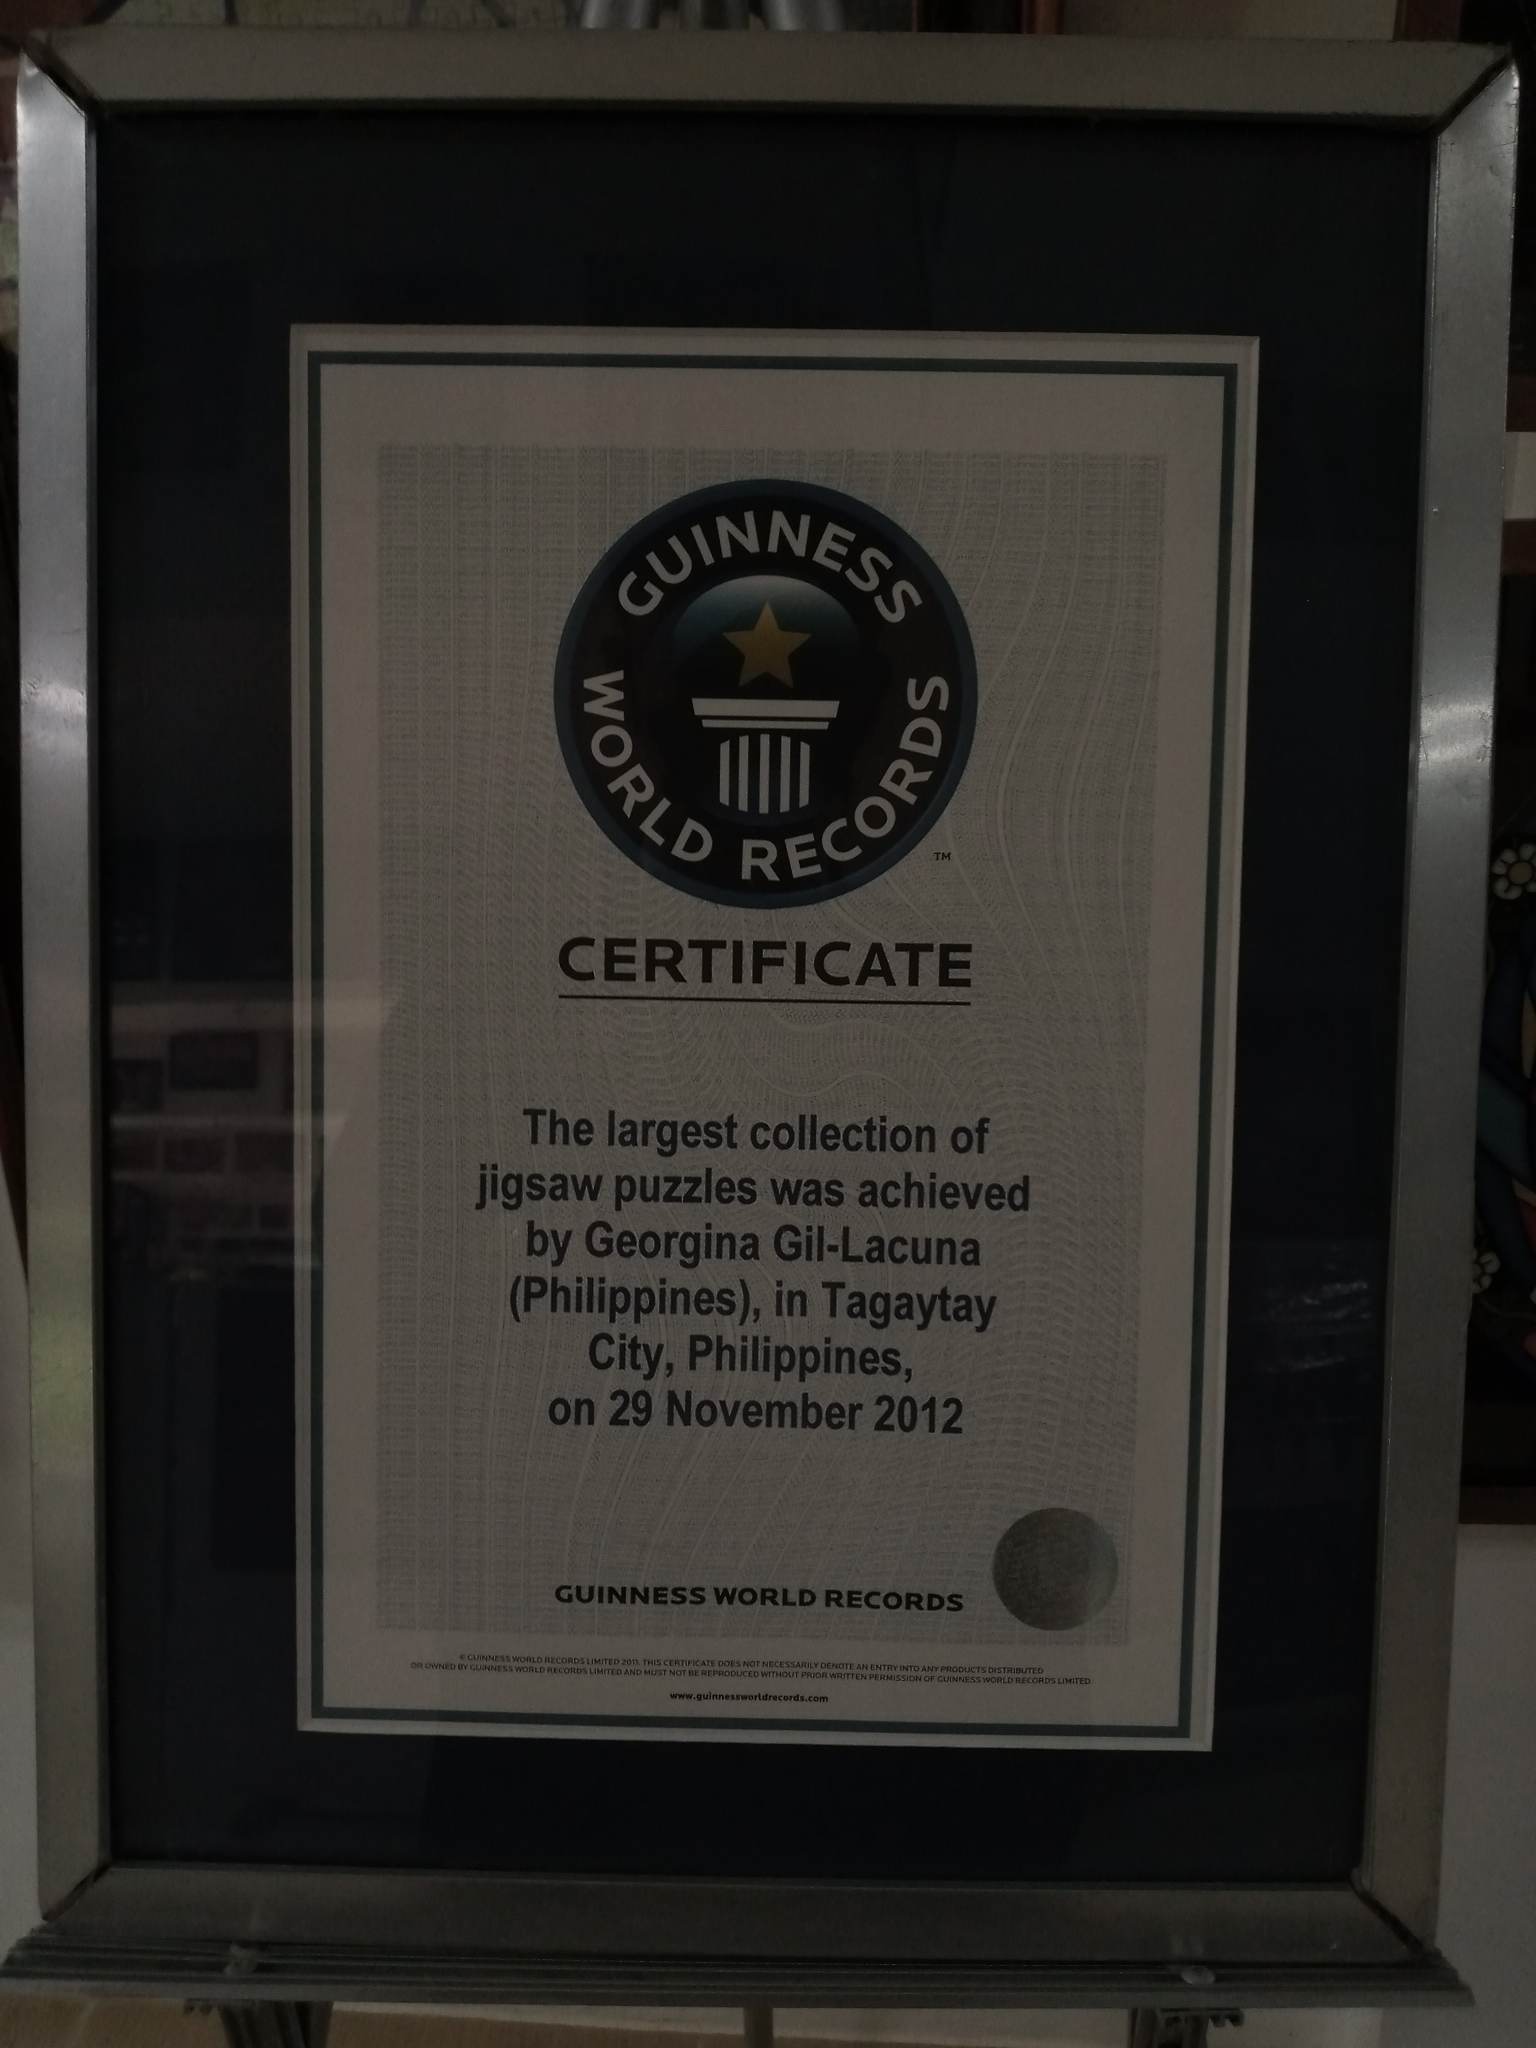 GUINNESS
WORLD RECORDS
TM
CERTIFICATE
The largest collection of
jigsaw puzzles was achieved
by Georgina Gil-Lacuna
(Philippines), in Tagaytay
City, Philippines,
on 29 November 2012
GUINNESS WORLD RECORDS
© GUINNESS WORLD RECORDS LIMITED 2011. THIS CERTIFICATE DOES NOT NECESSARILY DENOTE AN ENTRY INTO ANY PRODUCTS DISTRIBUTED
OR OWNED BY GUINNESS WORLD RECORDS LIMITED AND MUST NOT BE REPRODUCED WITHOUT PRIOR WRITTEN PERMISSION OF GUINNESS WORLD RECORDS LIMITED
www.guinnessworldrecords.com